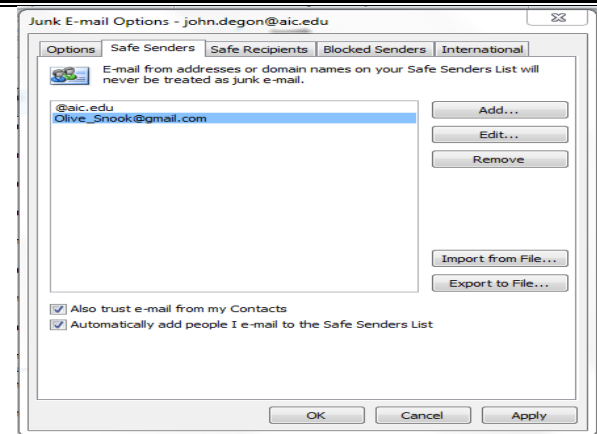 Junk E-mail Options - john.degon@aic.edu
Options Safe Senders Safe Recipients Blocked Senders International
E-mail from addresses or domain names on your Safe Senders List will
never be treated as junk e-mail.
@aic.edu
Olive_Snook@gmail.com
Add...
Edit...
Remove
Import from File...
Export to File...
Also trust e-mail from my Contacts
Automatically add people I e-mail to the Safe Senders List
OK Cancel Apply